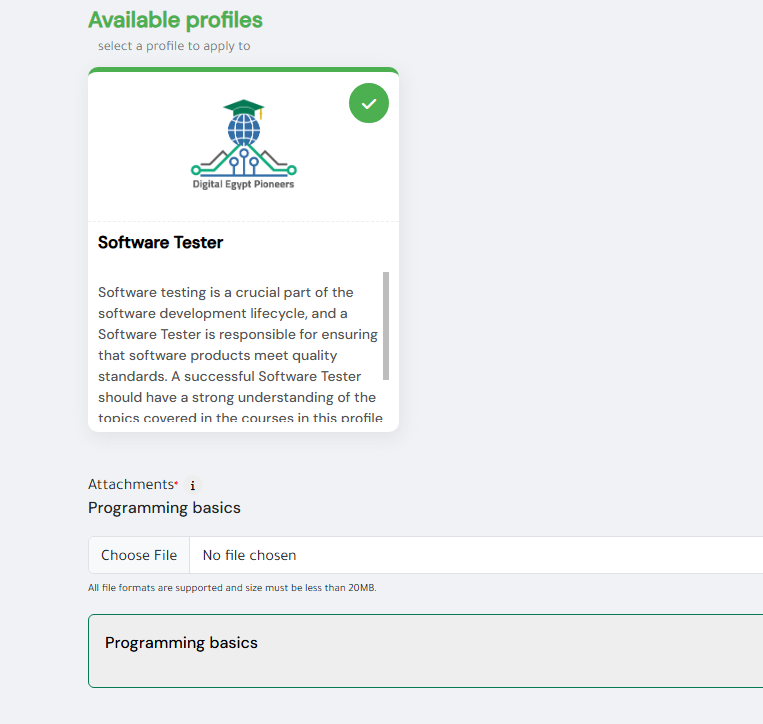 Available profiles
select a profile to apply to
Digital Egypt Pioneers
Software Tester
Software testing is a crucial part of the
software development lifecycle, and a
Software Tester is responsible for ensuring
that software products meet quality
standards. A successful Software Tester
should have a strong understanding of the
topics covered in the courses in this profile
Attachments* i
Programming basics
Choose File No file chosen
All file formats are supported and size must be less than 20MB.
Programming basics